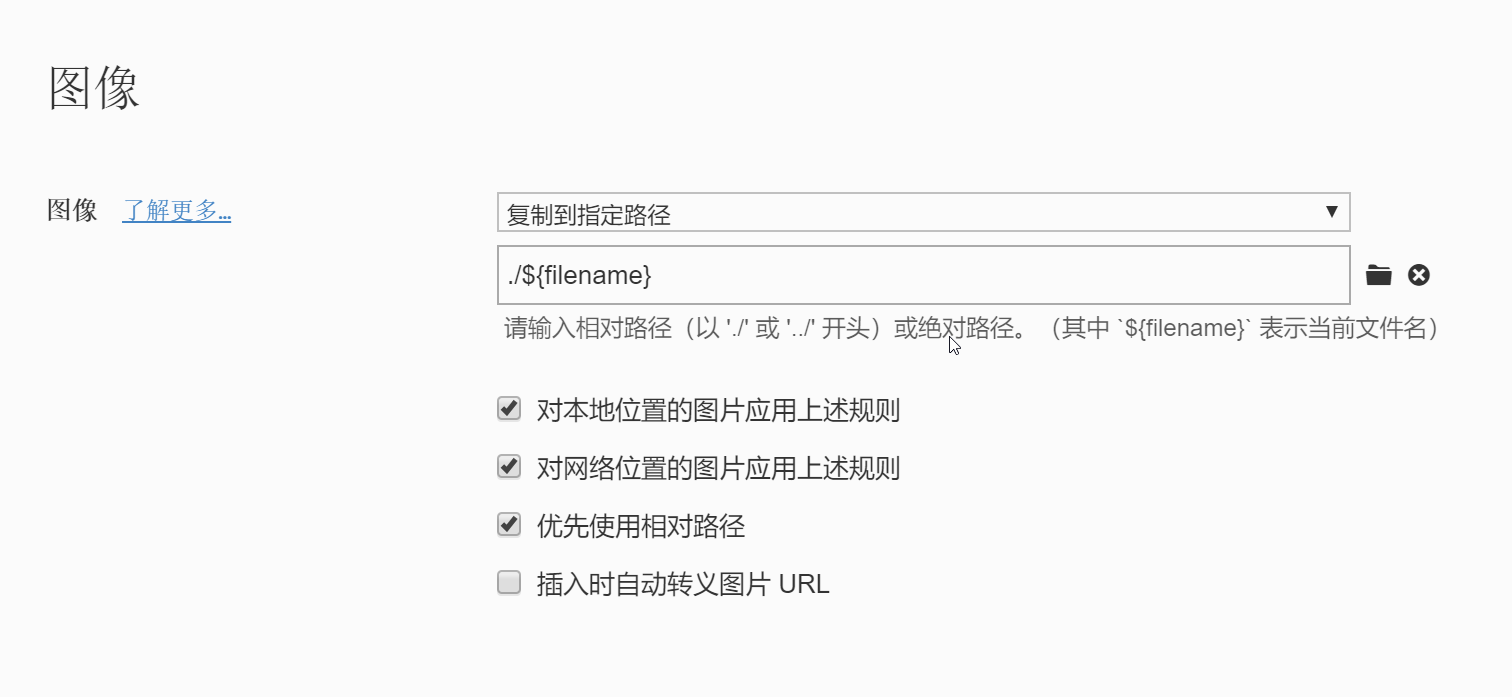 图像
图像 了解更多...
复制到指定路径
./${filename}
请输入相对路径（以 './' 或 '../' 开头）或绝对路径。（其中 `${filename}` 表示当前文件名）
对本地位置的图片应用上述规则
对网络位置的图片应用上述规则
优先使用相对路径
插入时自动转义图片 URL